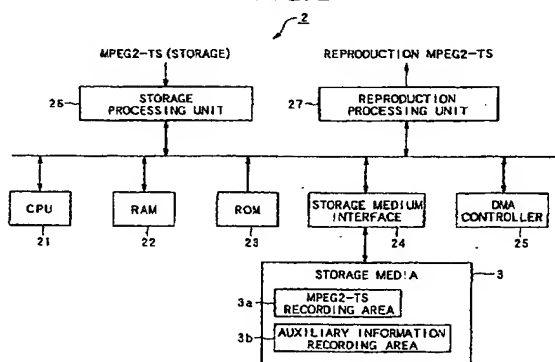 2
MPEG2-TS (STORAGE)
REPRODUCTION MPEG2-TS
26
STORAGE
PROCESSING UNIT
27
REPRODUCTION
PROCESSING UNIT
CPU
RAM
ROM
STORAGE MEDIUM
INTERFACE
DMA
CONTROLLER
21
22
23
24
25
STORAGE MEDIA
3
3a
MPEG2-TS
RECORDING AREA
3b
AUXILIARY INFORMATION
RECORDING AREA